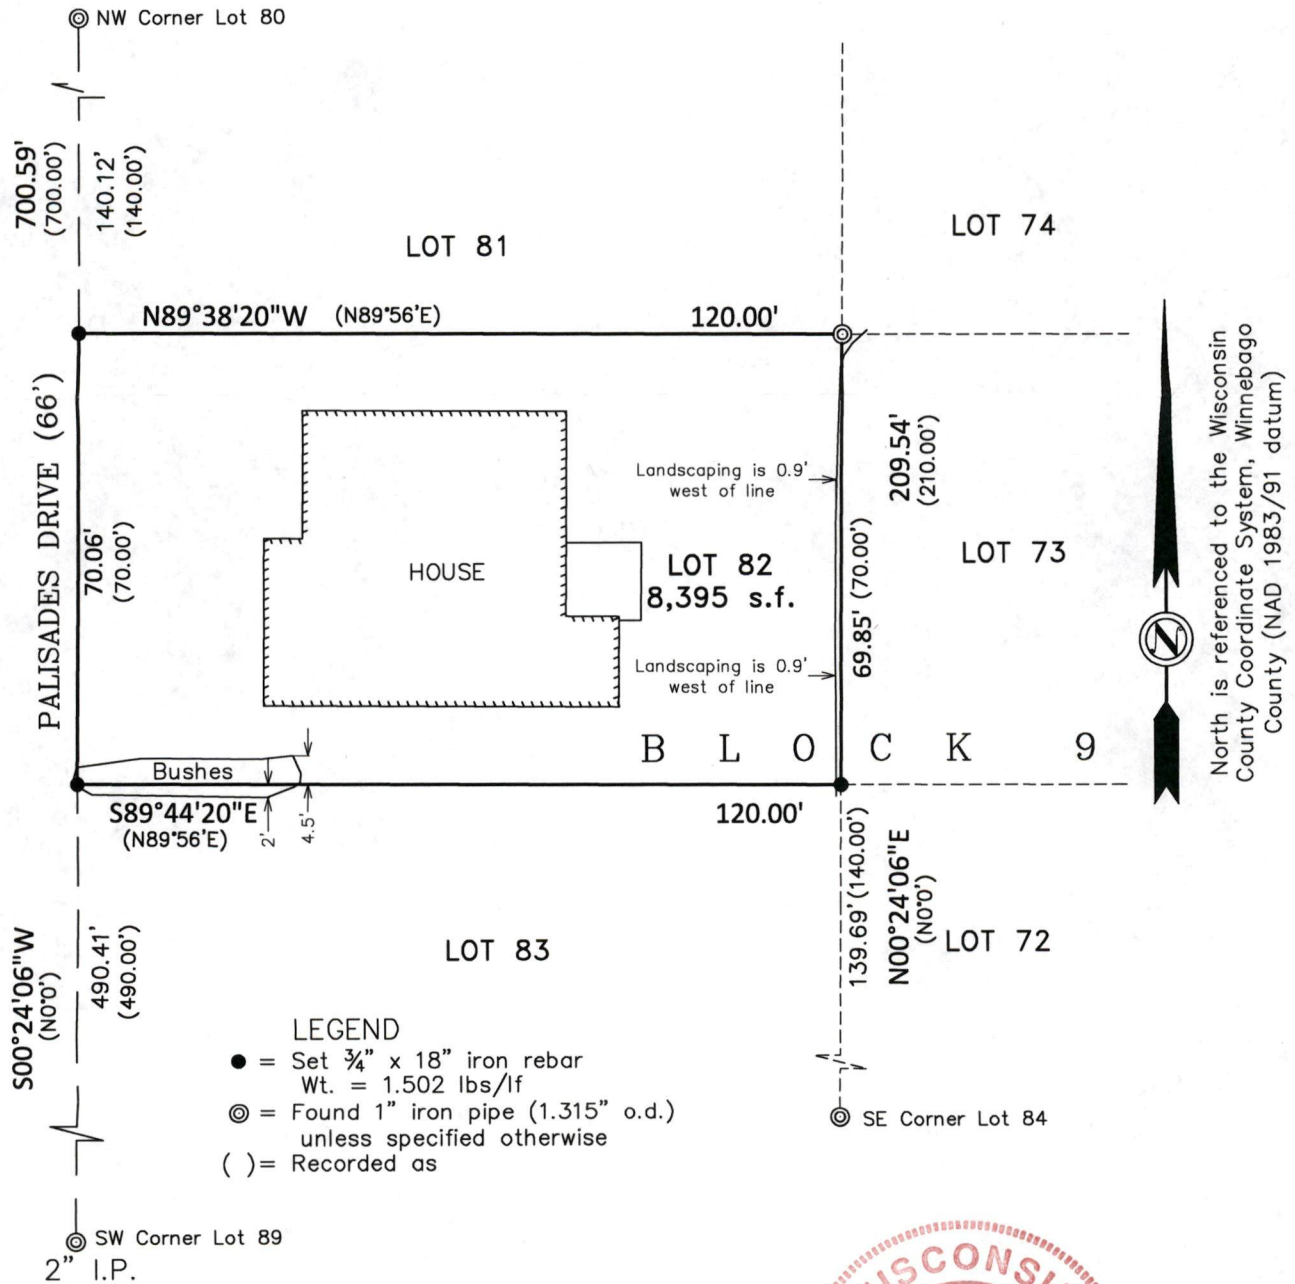 NW Corner Lot 80
700.59'
(700.00')
140.12'
(140.00')
LOT 81
LOT 74
N89°38'20"W (N89°56'E) 120.00'
PALISADES DRIVE (66')
70.06'
(70.00')
HOUSE
Landscaping is 0.9'
west of line
LOT 82
8,395 s.f.
Landscaping is 0.9'
west of line
69.85' (70.00')
209.54'
(210.00')
LOT 73
North is referenced to the Wisconsin
County Coordinate System, Winnebago
County (NAD 1983/91 datum)
N
BLOCK 9
Bushes
S89°44'20"E
(N89°56'E)
2'
4.5'
120.00'
139.69' (140.00')
N00°24'06"E
(N0°0')
LOT 72
S00°24'06"W
(N0°0')
490.41'
(490.00')
LOT 83
LEGEND
● = Set ¾" x 18" iron rebar
Wt. = 1.502 lbs/lf
◎ = Found 1" iron pipe (1.315" o.d.)
unless specified otherwise
( )= Recorded as
SE Corner Lot 84
SW Corner Lot 89
2" I.P.